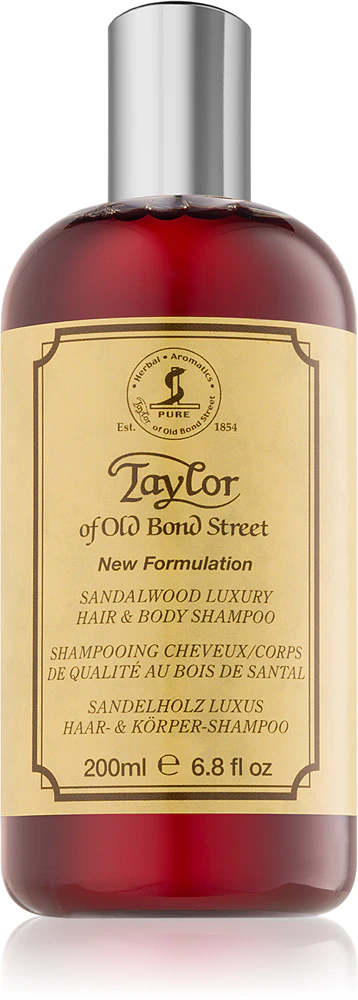 • Herbal • Aromatics •
PURE
Taylor
of Old Bond Street
Est. 1854
Taylor
of Old Bond Street
New Formulation
SANDALWOOD LUXURY
HAIR & BODY SHAMPOO
SHAMPOOING CHEVEUX/CORPS
DE QUALITÉ AU BOIS DE SANTAL
SANDELHOLZ LUXUS
HAAR- & KÖRPER-SHAMPOO
200ml ℮ 6.8 fl oz